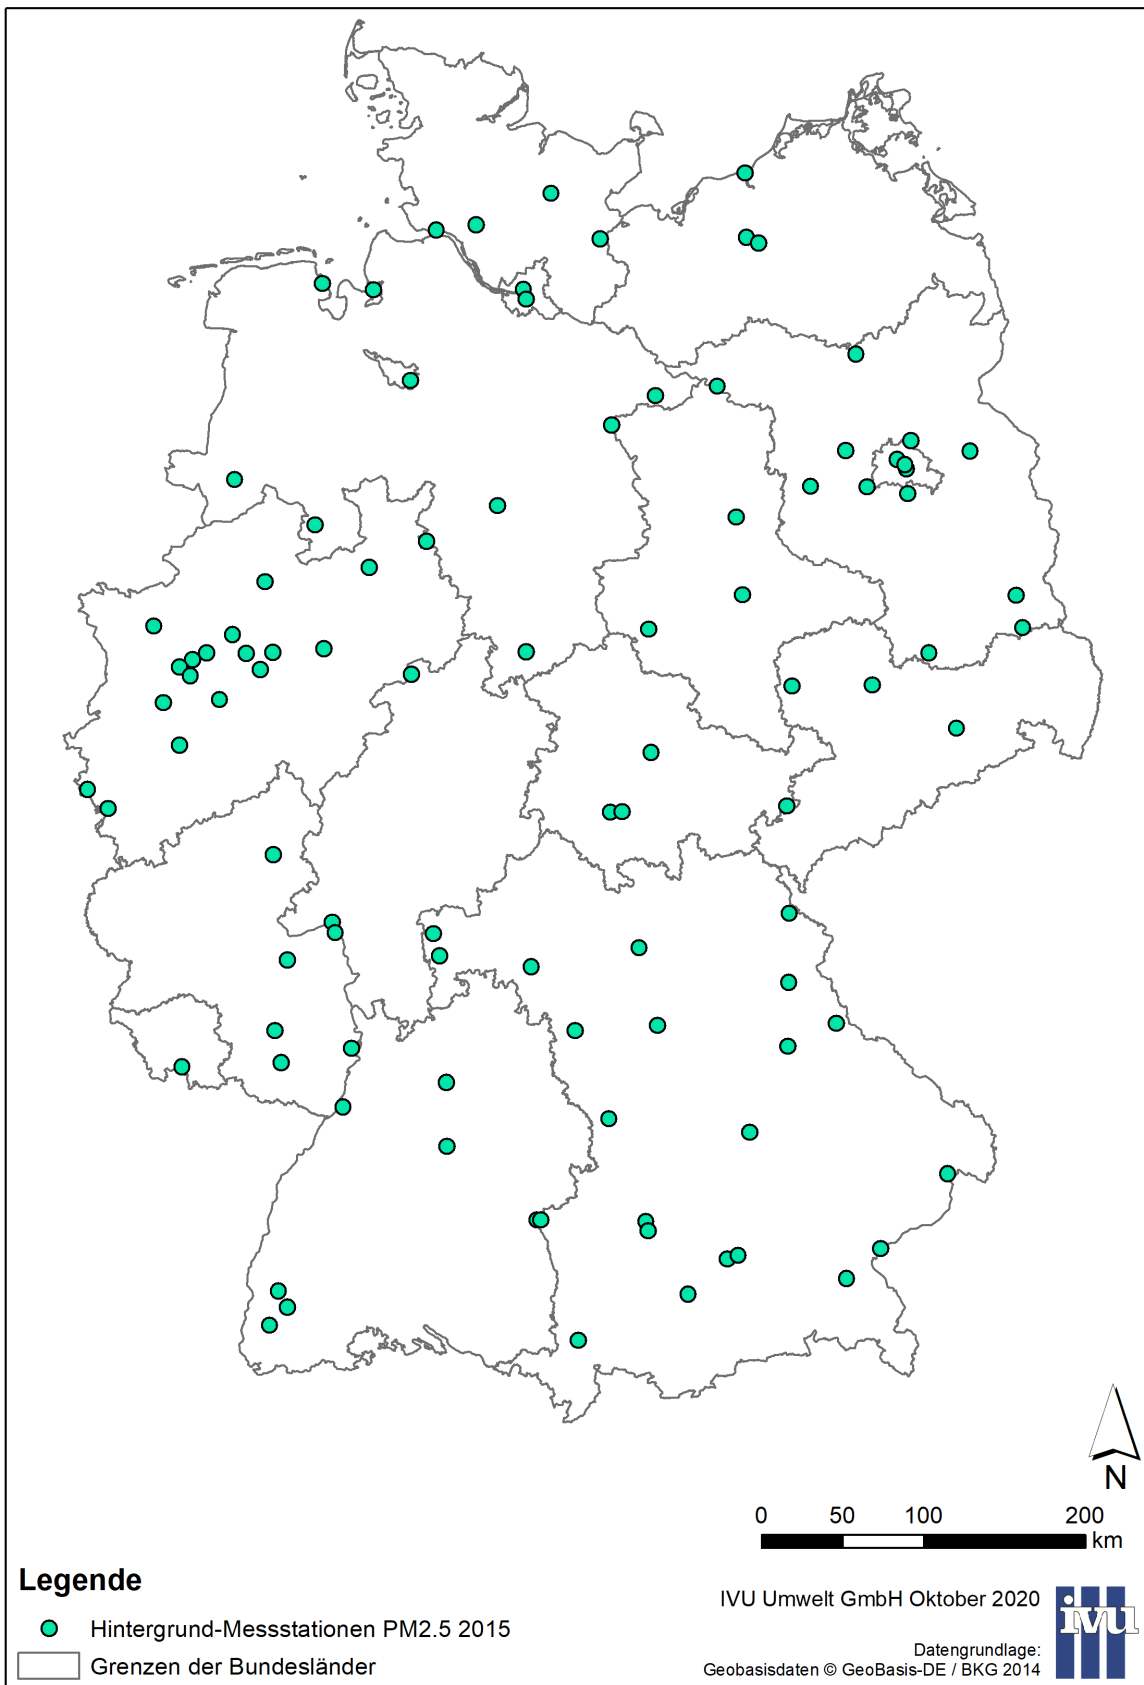 N
0 50 100 200
km
Legende
Hintergrund-Messstationen PM2.5 2015
Grenzen der Bundesländer
IVU Umwelt GmbH Oktober 2020
ivu
Datengrundlage:
Geobasisdaten © GeoBasis-DE / BKG 2014